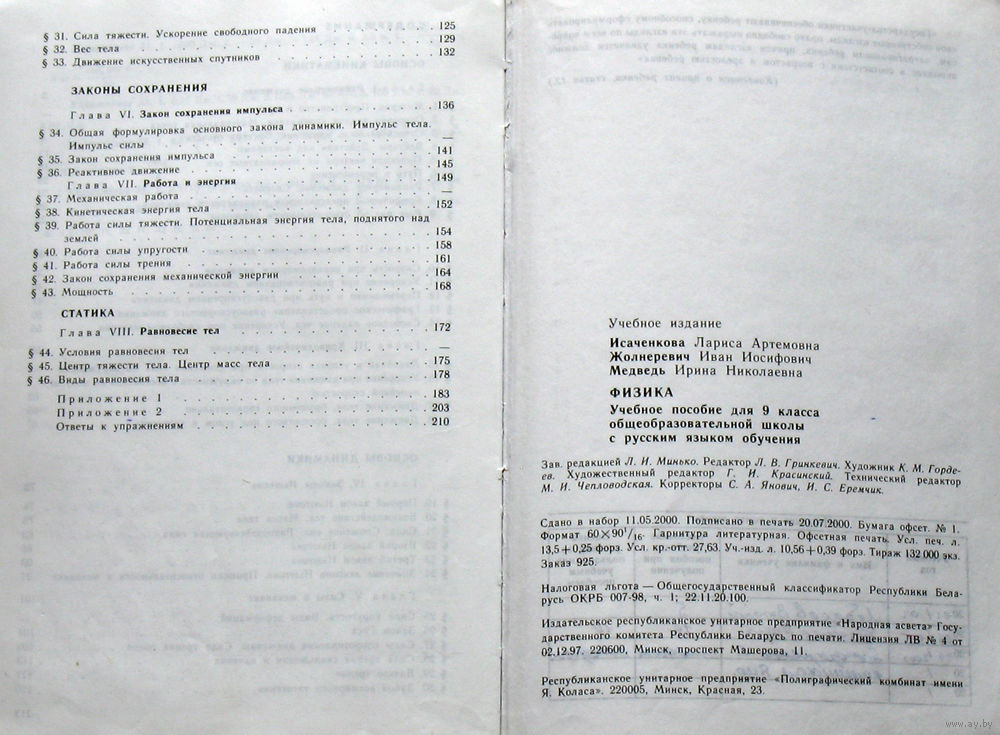 § 31. Сила тяжести. Ускорение свободного падения . . . . . . . . 125
§ 32. Вес тела . . . . . . . . 129
§ 33. Движение искусственных спутников . . . . . . . . 132
ЗАКОНЫ СОХРАНЕНИЯ
Глава VI. Закон сохранения импульса . . . . . . . . 136
§ 34. Общая формулировка основного закона динамики. Импульс тела.
Импульс силы . . . . . . . . —
§ 35. Закон сохранения импульса . . . . . . . . 141
§ 36. Реактивное движение . . . . . . . . 145
Глава VII. Работа и энергия . . . . . . . . 149
§ 37. Механическая работа . . . . . . . . —
§ 38. Кинетическая энергия тела . . . . . . . . 152
§ 39. Работа силы тяжести. Потенциальная энергия тела, поднятого над
землей . . . . . . . . 154
§ 40. Работа силы упругости . . . . . . . . 158
§ 41. Работа силы трения . . . . . . . . 161
§ 42. Закон сохранения механической энергии . . . . . . . . 164
§ 43. Мощность . . . . . . . . 168
СТАТИКА
Глава VIII. Равновесие тел . . . . . . . . 172
§ 44. Условия равновесия тел . . . . . . . . —
§ 45. Центр тяжести тела. Центр масс тела . . . . . . . . 175
§ 46. Виды равновесия тела . . . . . . . . 178
Приложение 1 . . . . . . . . 183
Приложение 2 . . . . . . . . 203
Ответы к упражнениям . . . . . . . . 210
Учебное издание
Исаченкова Лариса Артемовна
Жолнеревич Иван Иосифович
Медведь Ирина Николаевна
ФИЗИКА
Учебное пособие для 9 класса
общеобразовательной школы
с русским языком обучения
Зав. редакцией Л. И. Минько. Редактор Л. В. Гринкевич. Художник К. М. Горде-
ев. Художественный редактор Г. И. Красинский. Технический редактор
М. И. Чепловодская. Корректоры С. А. Янович, И. С. Еремчик.
Сдано в набор 11.05.2000. Подписано в печать 20.07.2000. Бумага офсет. № 1.
Формат 60×90¹/₁₆. Гарнитура литературная. Офсетная печать. Усл. печ. л.
13,5+0,25 форз. Усл. кр.-отт. 27,63. Уч.-изд. л. 10,56+0,39 форз. Тираж 132 000 экз.
Заказ 925.
Налоговая льгота — Общегосударственный классификатор Республики Бела-
русь ОКРБ 007-98, ч. 1; 22.11.20.100.
Издательское республиканское унитарное предприятие «Народная асвета» Госу-
дарственного комитета Республики Беларусь по печати. Лицензия ЛВ № 4 от
02.12.97. 220600, Минск, проспект Машерова, 11.
Республиканское унитарное предприятие «Полиграфический комбинат имени
Я. Коласа». 220005, Минск, Красная, 23.
www.ay.by